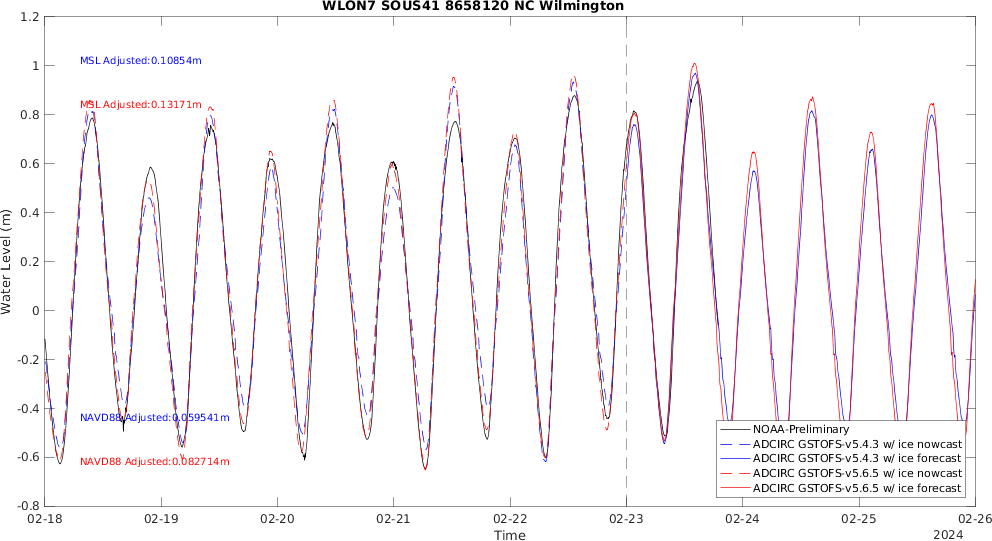 WLON7 SOUS41 8658120 NC Wilmington
1.2
1
0.8
0.6
0.4
0.2
0
-0.2
-0.4
-0.6
-0.8
Water Level (m)
MSL Adjusted:0.10854m
MSL Adjusted:0.13171m
NAVD88 Adjusted:0.059541m
NAVD88 Adjusted:0.082714m
NOAA-Preliminary
ADCIRC GSTOFS-v5.4.3 w/ ice nowcast
ADCIRC GSTOFS-v5.4.3 w/ ice forecast
ADCIRC GSTOFS-v5.6.5 w/ ice nowcast
ADCIRC GSTOFS-v5.6.5 w/ ice forecast
02-18 02-19 02-20 02-21 02-22 02-23 02-24 02-25 02-26
Time
2024